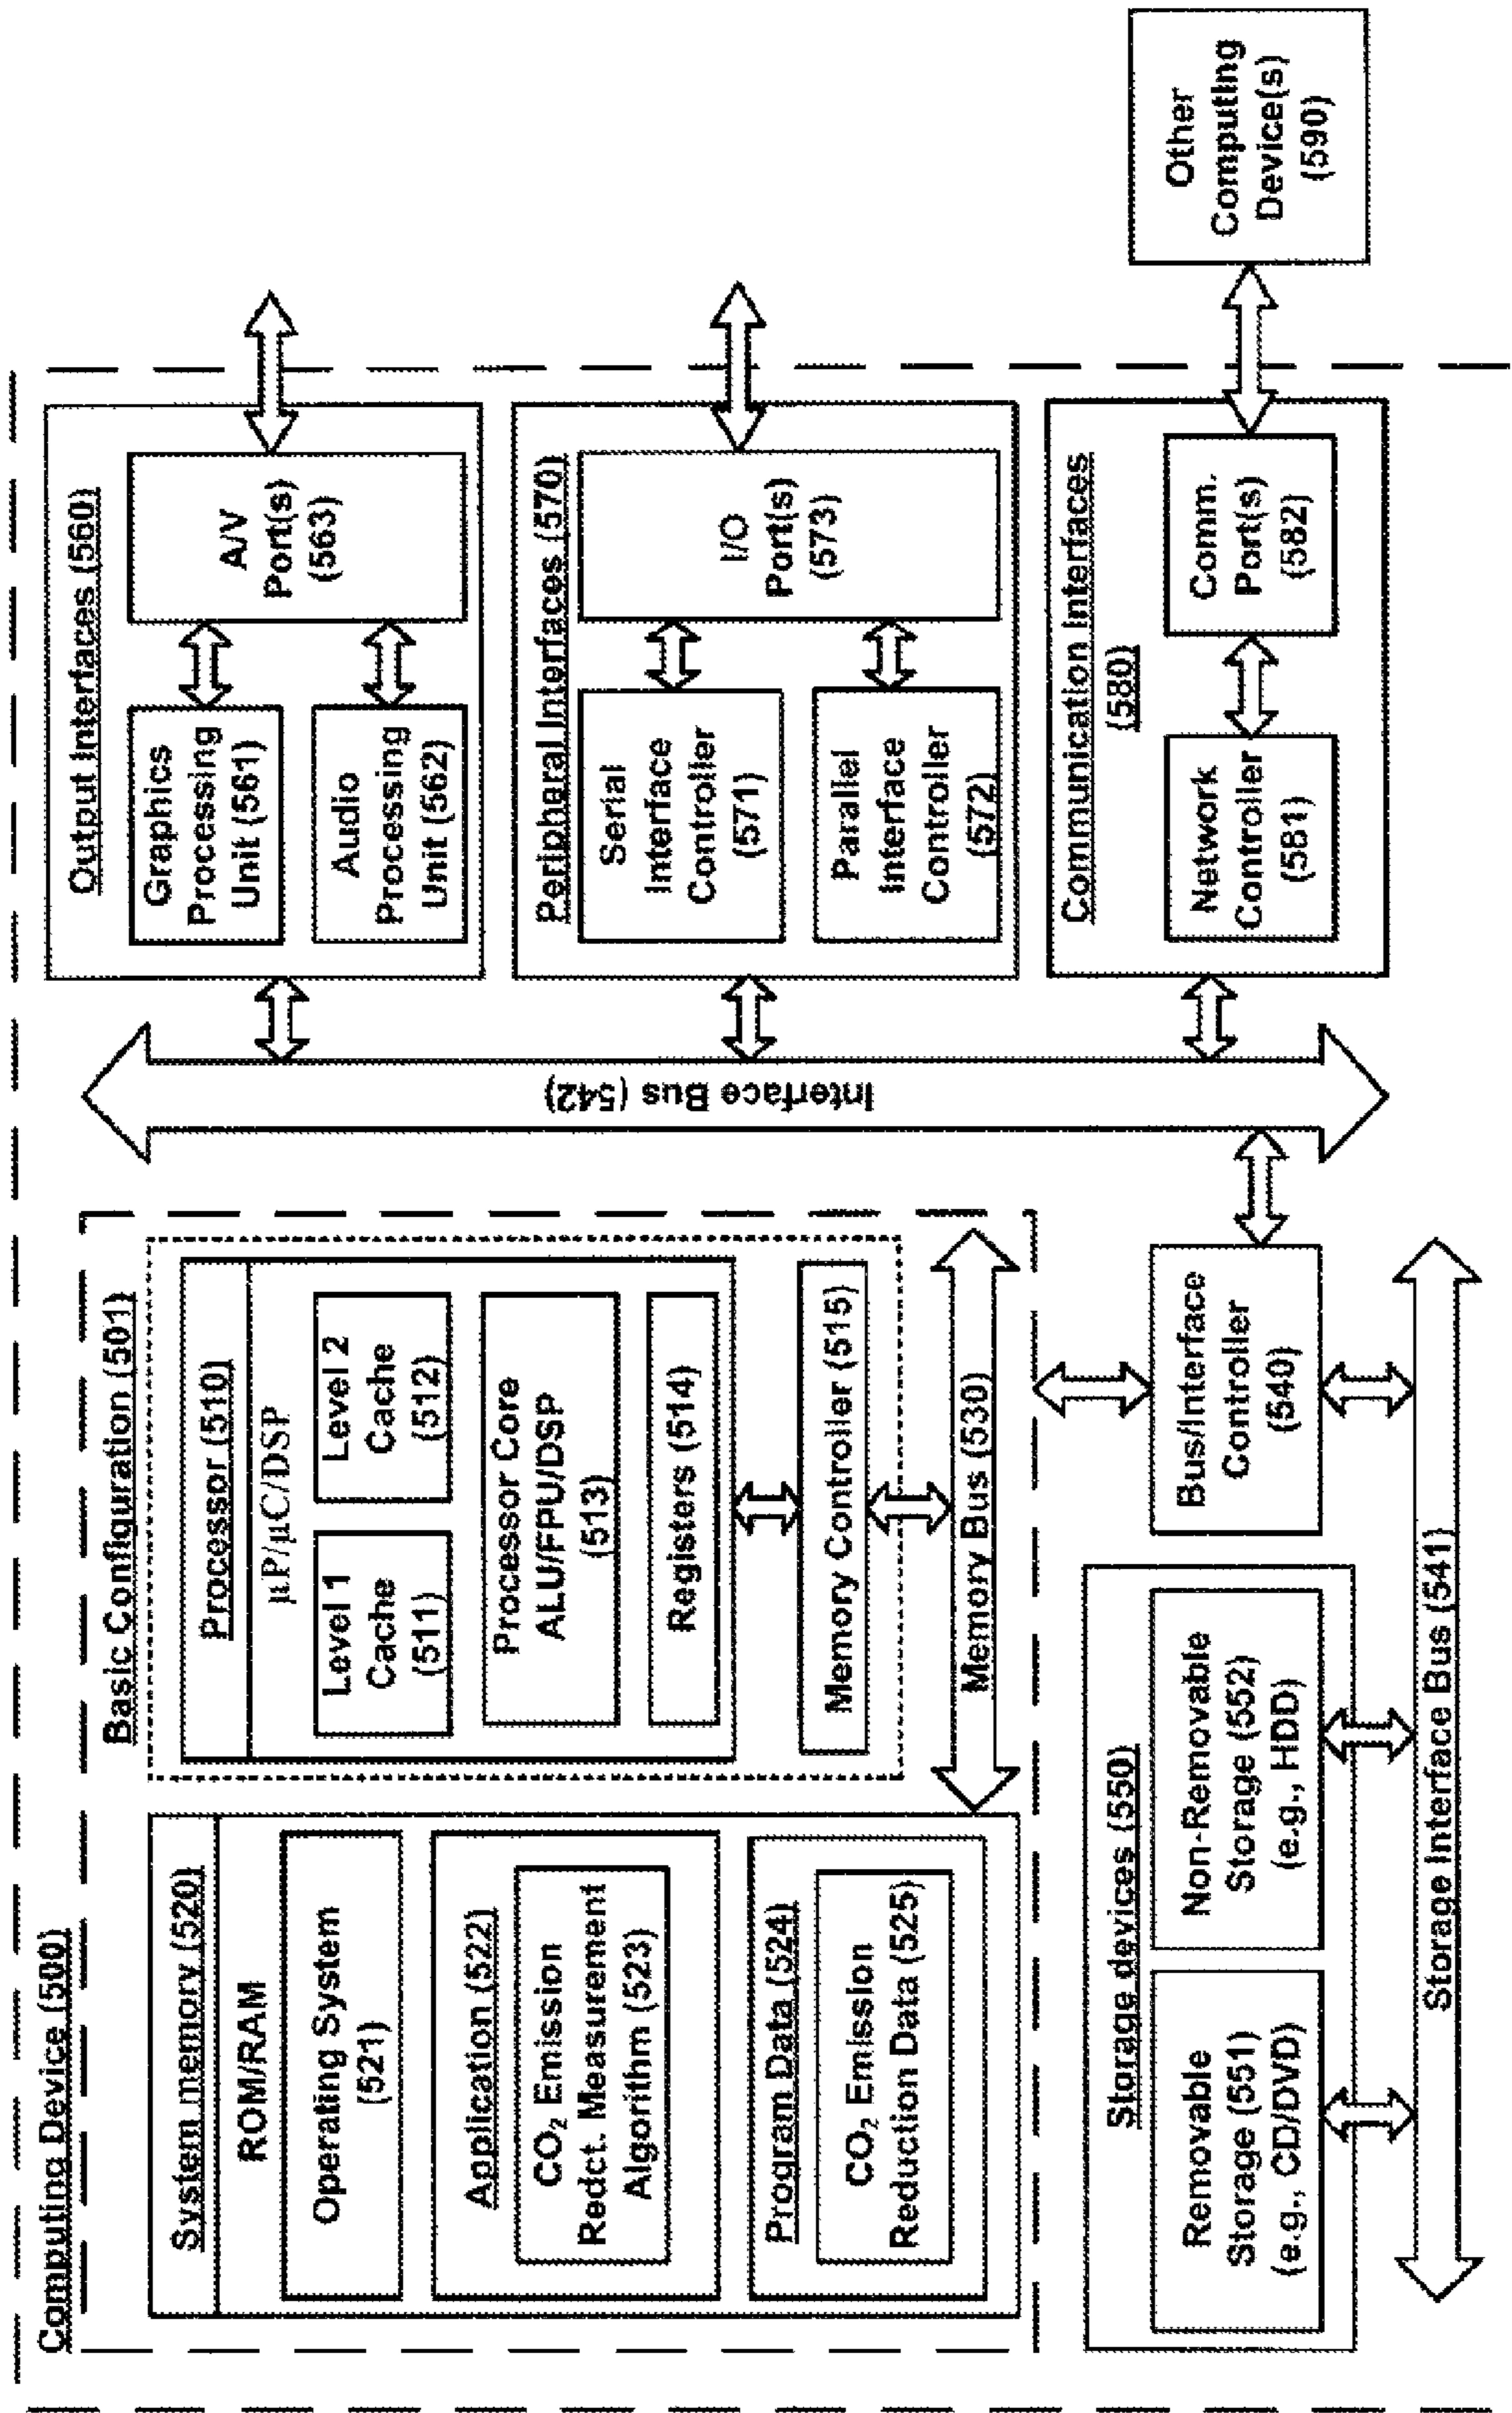 Computing Device (500)
Basic Configuration (501)
System memory (520)
ROM/RAM
Operating System
(521)
Application (522)
CO₂ Emission
Redct. Measurement
Algorithm (523)
Program Data (524)
CO₂ Emission
Reduction Data (525)
Processor (510)
µP/µC/DSP
Level 1
Cache
(511)
Level 2
Cache
(512)
Processor Core
ALU/FPU/DSP
(513)
Registers (514)
Memory Controller (515)
Memory Bus (530)
Storage devices (550)
Removable
Storage (551)
(e.g., CD/DVD)
Non-Removable
Storage (552)
(e.g., HDD)
Bus/Interface
Controller
(540)
Storage Interface Bus (541)
Interface Bus (542)
Output Interfaces (560)
Graphics
Processing
Unit (561)
Audio
Processing
Unit (562)
A/V
Port(s)
(563)
Peripheral Interfaces (570)
Serial
Interface
Controller
(571)
Parallel
Interface
Controller
(572)
I/O
Port(s)
(573)
Communication Interfaces
(580)
Network
Controller
(581)
Comm.
Port(s)
(582)
Other
Computing
Device(s)
(590)